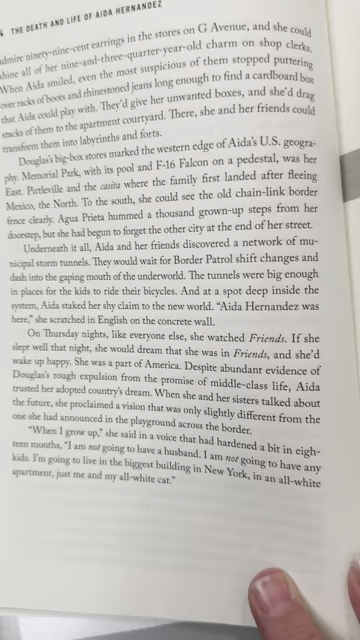 4 THE DEATH AND LIFE OF AIDA HERNANDEZ
admire ninety-nine-cent earrings in the stores on G Avenue, and she could
shine all of her nine-and-three-quarter-year-old charm on shop clerks.
When Aida smiled, even the most suspicious of them stopped puttering
over racks of boots and rhinestoned jeans long enough to find a cardboard box
that Aida could play with. They'd give her unwanted boxes, and she'd drag
stacks of them to the apartment courtyard. There, she and her friends could
transform them into labyrinths and forts.
Douglas's big-box stores marked the western edge of Aida's U.S. geogra-
phy. Memorial Park, with its pool and F-16 Falcon on a pedestal, was her
East. Pirtleville and the casita where the family first landed after fleeing
Mexico, the North. To the south, she could see the old chain-link border
fence clearly. Agua Prieta hummed a thousand grown-up steps from her
doorstep, but she had begun to forget the other city at the end of her street.
Underneath it all, Aida and her friends discovered a network of mu-
nicipal storm tunnels. They would wait for Border Patrol shift changes and
dash into the gaping mouth of the underworld. The tunnels were big enough
in places for the kids to ride their bicycles. And at a spot deep inside the
system, Aida staked her shy claim to the new world. "Aida Hernandez was
here," she scratched in English on the concrete wall.
On Thursday nights, like everyone else, she watched Friends. If she
slept well that night, she would dream that she was in Friends, and she'd
wake up happy. She was a part of America. Despite abundant evidence of
Douglas's rough expulsion from the promise of middle-class life, Aida
trusted her adopted country's dream. When she and her sisters talked about
the future, she proclaimed a vision that was only slightly different from the
one she had announced in the playground across the border.
"When I grow up," she said in a voice that had hardened a bit in eigh-
teen months, "I am not going to have a husband. I am not going to have any
kids. I'm going to live in the biggest building in New York, in an all-white
apartment, just me and my all-white cat."